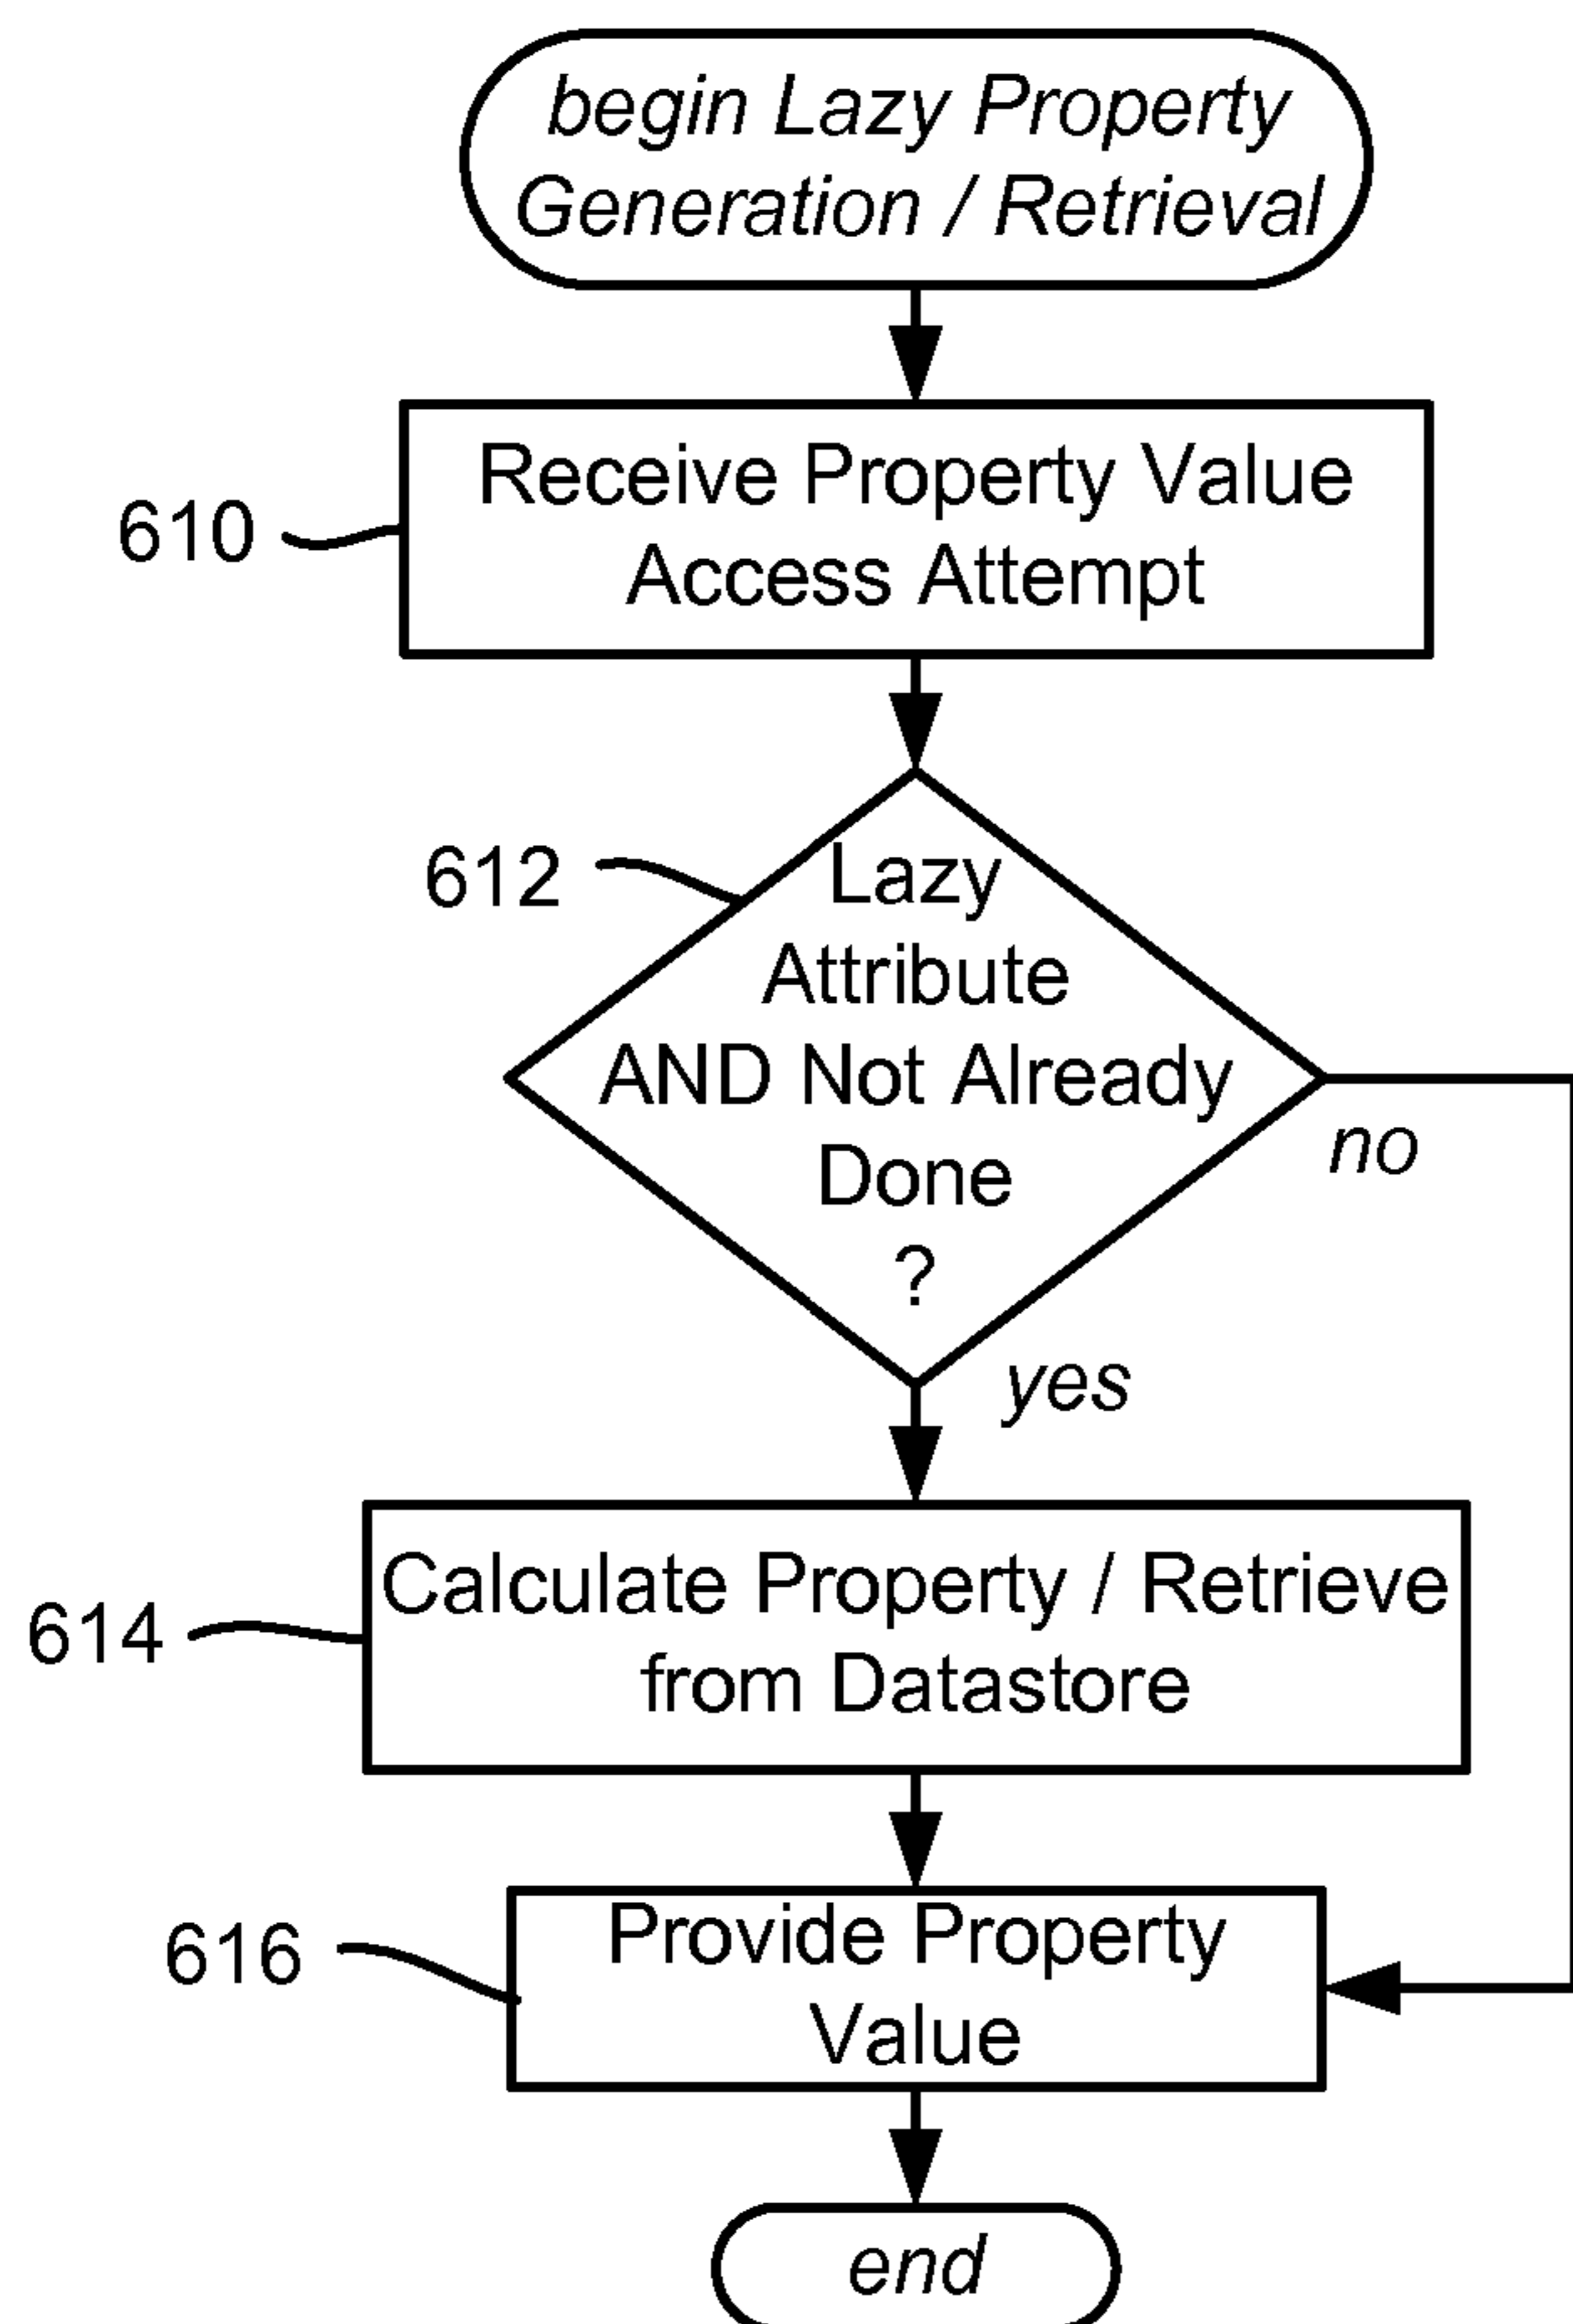 begin Lazy Property
Generation / Retrieval
610
Receive Property Value
Access Attempt
612
Lazy
Attribute
AND Not Already
Done
?
no
yes
614
Calculate Property / Retrieve
from Datastore
616
Provide Property
Value
end